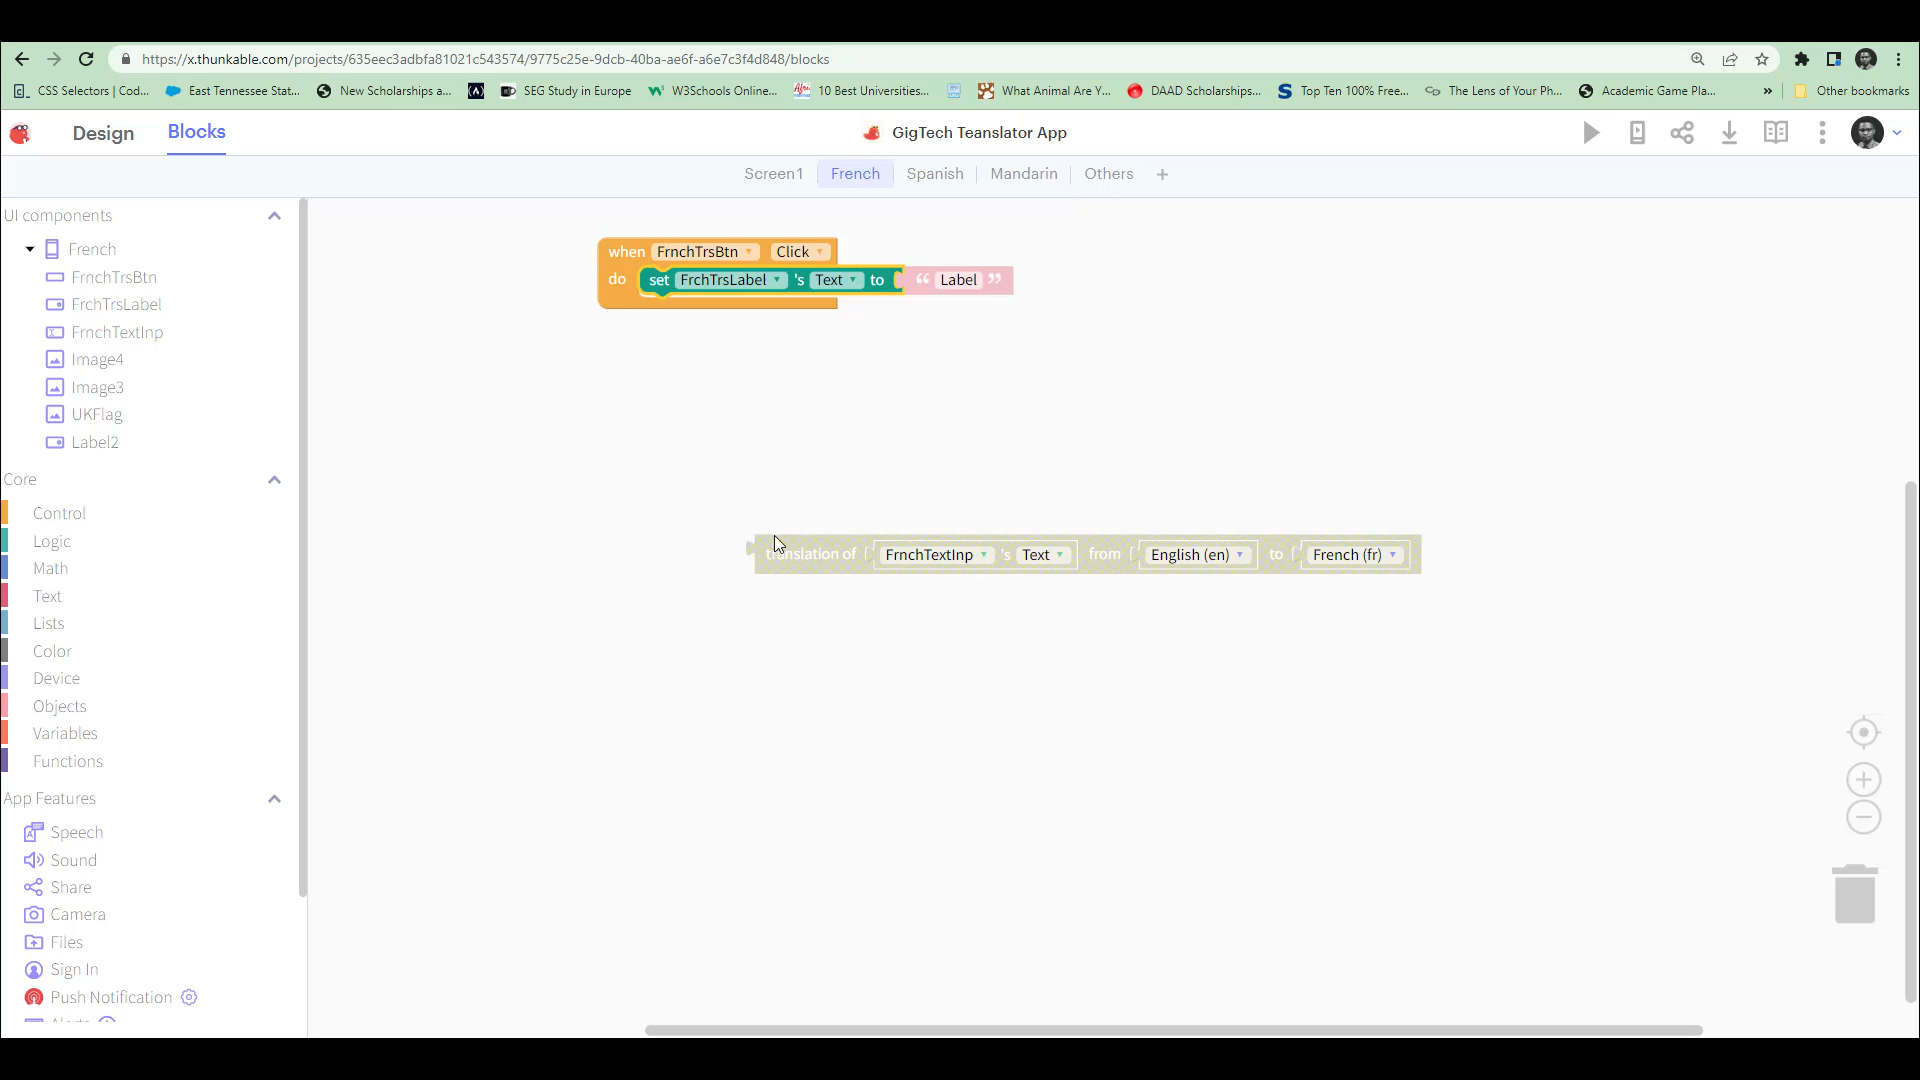 https://x.thunkable.com/projects/635eec3adbfa81021c543574/9775c25e-9dcb-40ba-ae6f-a6e7c3f4d848/blocks
CSS Selectors | Cod... East Tennessee Stat... New Scholarships a... SEG Study in Europe W3Schools Online... 10 Best Universities... What Animal Are Y... DAAD Scholarships... Top Ten 100% Free... The Lens of Your Ph... Academic Game Pla... » Other bookmarks
Design Blocks GigTech Teanslator App
Screen1 French Spanish Mandarin Others +
UI components
French
FrnchTrsBtn
FrchTrsLabel
FrnchTextInp
Image4
Image3
UKFlag
Label2
Core
Control
Logic
Math
Text
Lists
Color
Device
Objects
Variables
Functions
App Features
Speech
Sound
Share
Camera
Files
Sign In
Push Notification
when FrnchTrsBtn Click
do set FrchTrsLabel 's Text to “ Label ”
translation of FrnchTextInp 's Text from English (en) to French (fr)